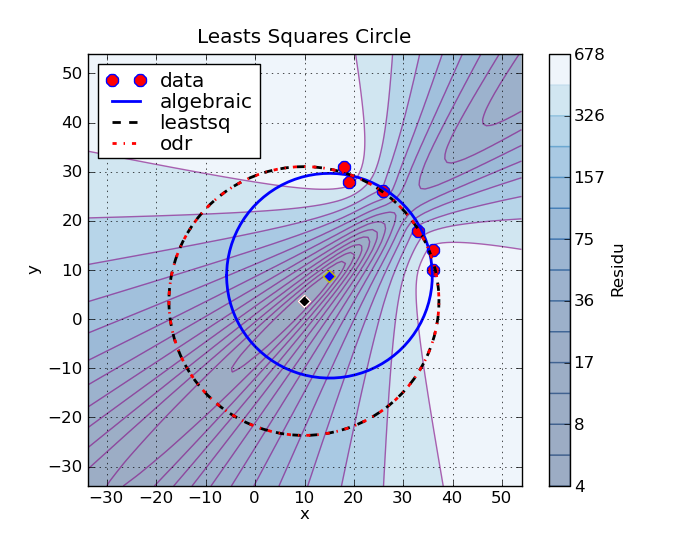 Leasts Squares Circle
data
algebraic
leastsq
odr
y
50
40
30
20
10
0
−10
−20
−30
−30 −20 −10 0 10 20 30 40 50
x
678
326
157
75
36
17
8
4
Residu